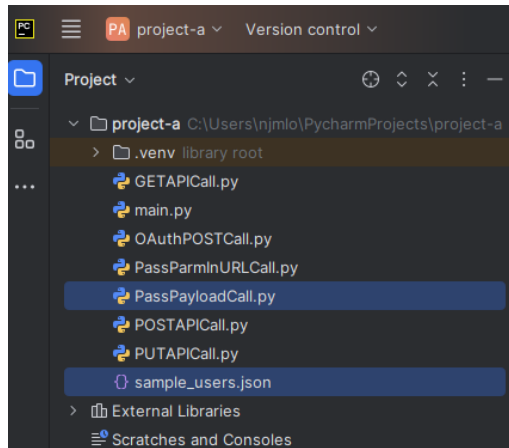 PC
PA project-a Version control
Project
project-a C:\Users\njmlo\PycharmProjects\project-a
.venv library root
GETAPICall.py
main.py
OAuthPOSTCall.py
PassParmInURLCall.py
PassPayloadCall.py
POSTAPICall.py
PUTAPICall.py
{} sample_users.json
External Libraries
Scratches and Consoles